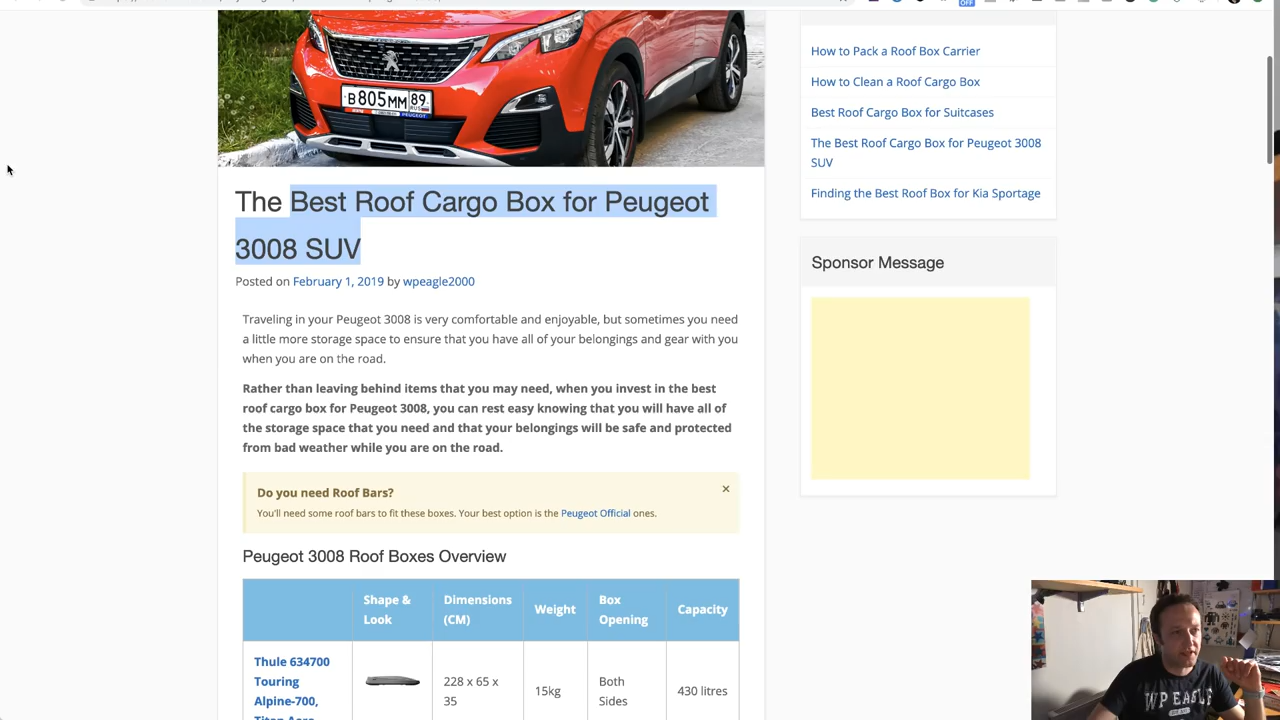 OFF
B805MM 89
RUS
PEUGEOT
How to Pack a Roof Box Carrier
How to Clean a Roof Cargo Box
Best Roof Cargo Box for Suitcases
The Best Roof Cargo Box for Peugeot 3008
SUV
Finding the Best Roof Box for Kia Sportage
The Best Roof Cargo Box for Peugeot
3008 SUV
Posted on February 1, 2019 by wpeagle2000
Sponsor Message
Traveling in your Peugeot 3008 is very comfortable and enjoyable, but sometimes you need
a little more storage space to ensure that you have all of your belongings and gear with you
when you are on the road.
Rather than leaving behind items that you may need, when you invest in the best
roof cargo box for Peugeot 3008, you can rest easy knowing that you will have all of
the storage space that you need and that your belongings will be safe and protected
from bad weather while you are on the road.
Do you need Roof Bars?
×
You'll need some roof bars to fit these boxes. Your best option is the Peugeot Official ones.
Peugeot 3008 Roof Boxes Overview
Shape &
Look
Dimensions
(CM)
Weight
Box
Opening
Capacity
Thule 634700
Touring
Alpine-700,
Titan Aero
228 x 65 x
35
15kg
Both
Sides
430 litres
WP EAGLE